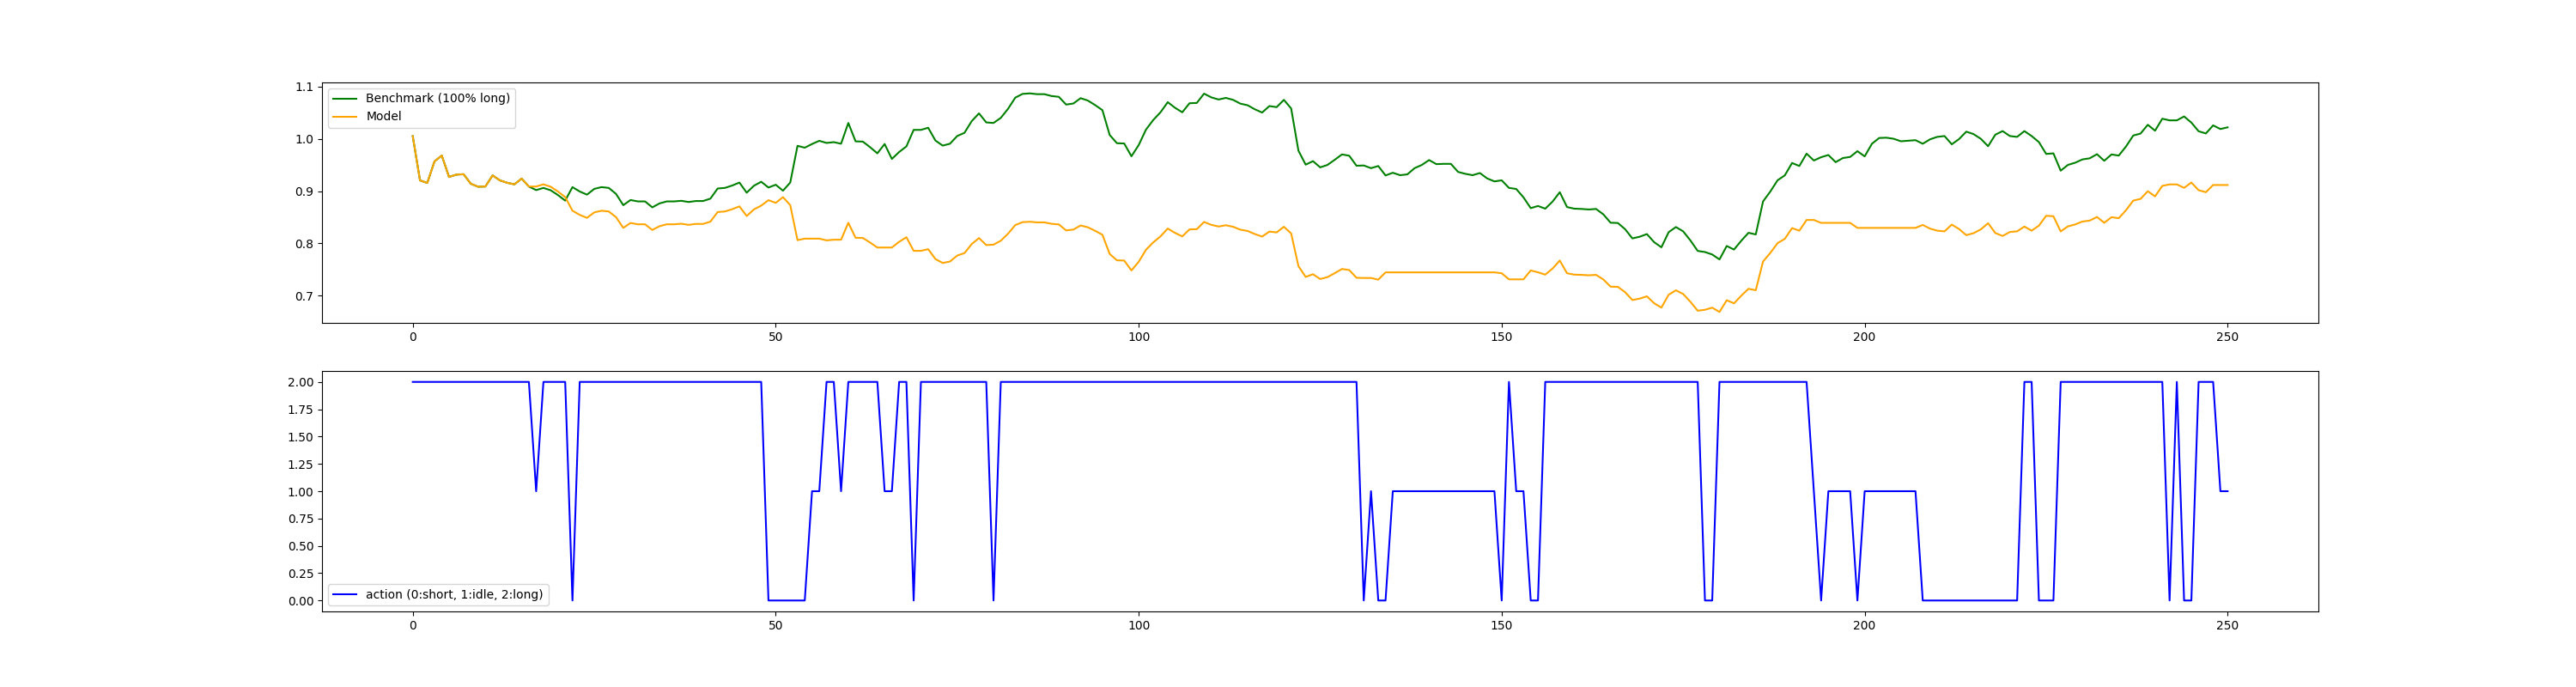 1.1
1.0
0.9
0.8
0.7
Benchmark (100% long)
Model
0 50 100 150 200 250
2.00
1.75
1.50
1.25
1.00
0.75
0.50
0.25
0.00
action (0:short, 1:idle, 2:long)
0 50 100 150 200 250